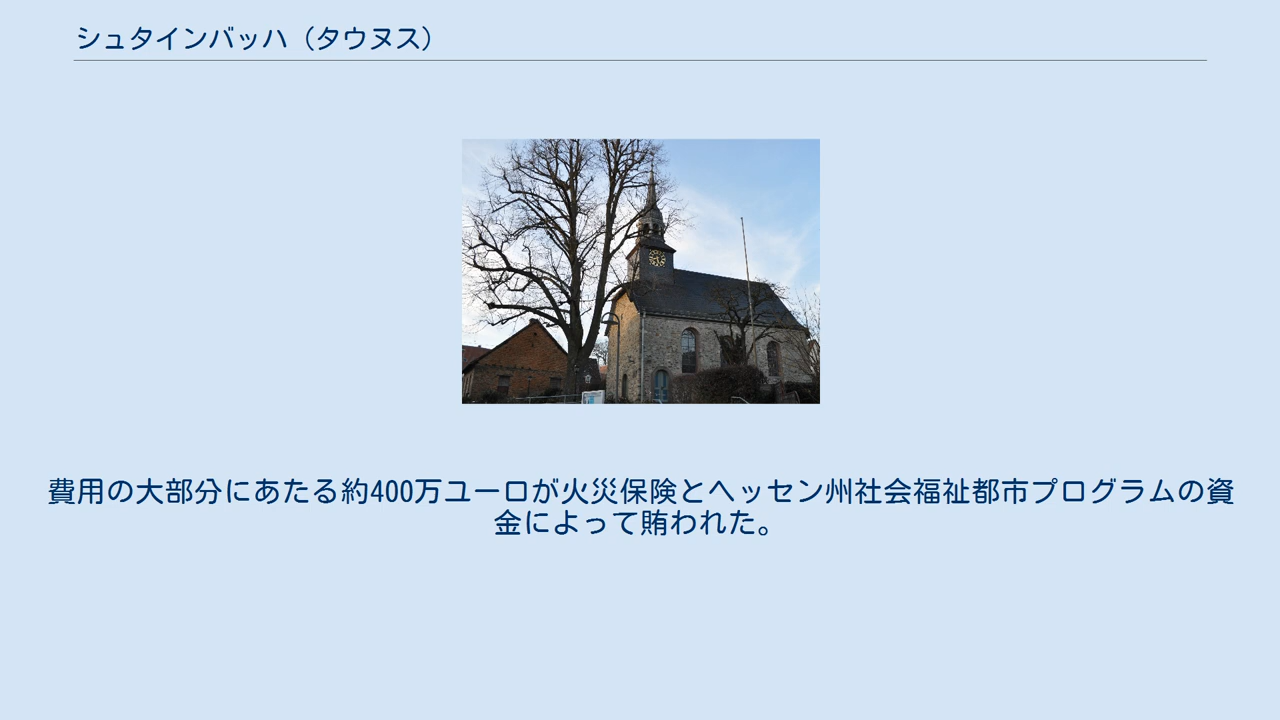 シュタインバッハ（タウヌス）
費用の大部分にあたる約400万ユーロが火災保険とヘッセン州社会福祉都市プログラムの資
金によって賄われた。